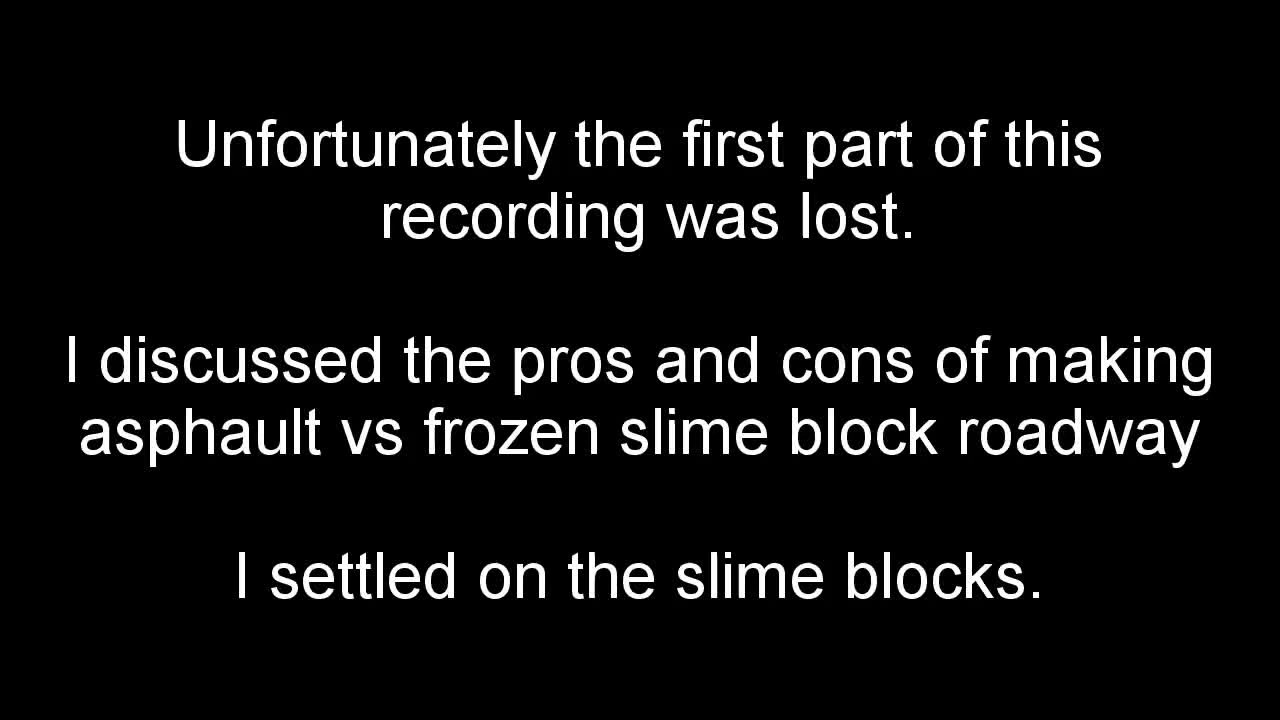 Unfortunately the first part of this
recording was lost.
I discussed the pros and cons of making
asphault vs frozen slime block roadway
I settled on the slime blocks.